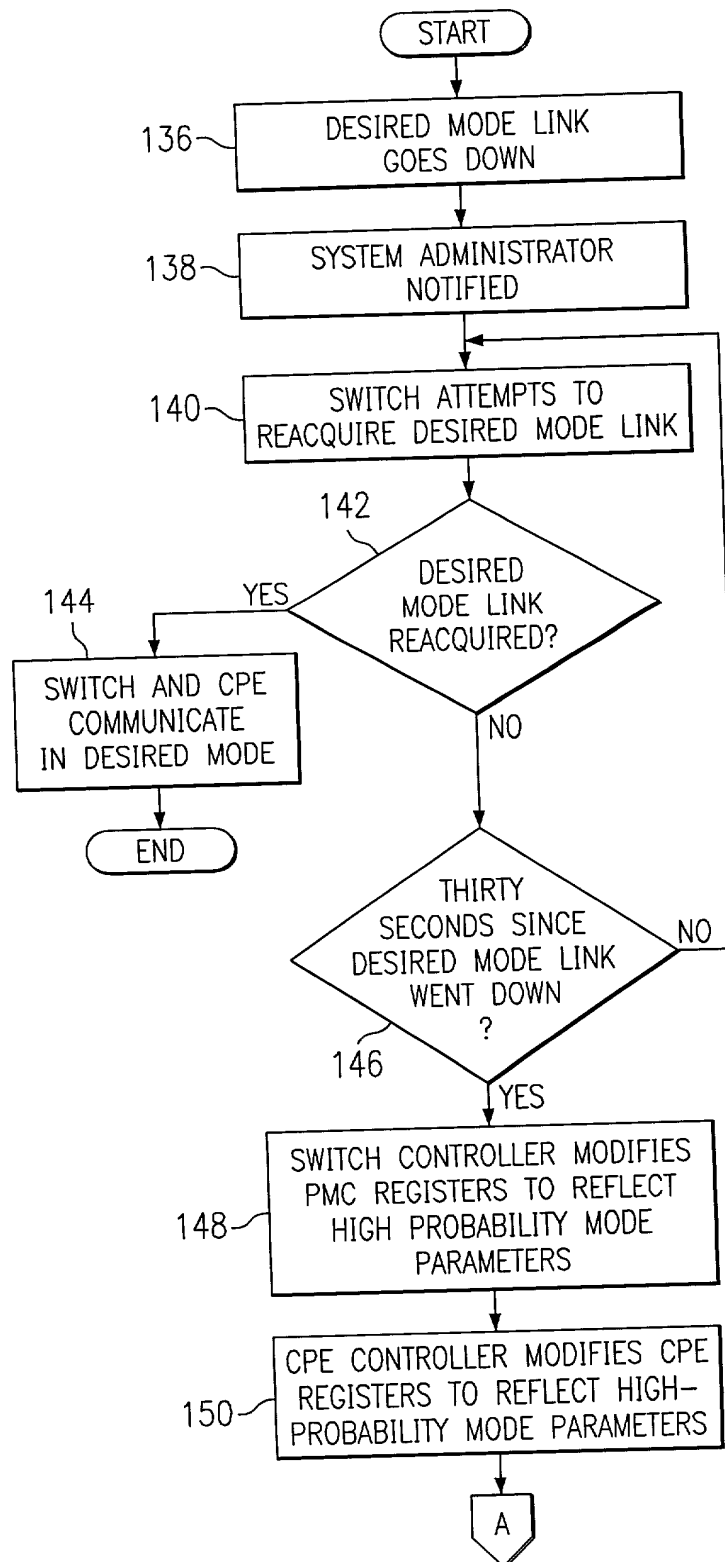 START
136
DESIRED MODE LINK
GOES DOWN
138
SYSTEM ADMINISTRATOR
NOTIFIED
140
SWITCH ATTEMPTS TO
REACQUIRE DESIRED MODE LINK
142
DESIRED
MODE LINK
REACQUIRED?
YES
144
SWITCH AND CPE
COMMUNICATE
IN DESIRED MODE
END
NO
THIRTY
SECONDS SINCE
DESIRED MODE LINK
WENT DOWN
?
NO
146
YES
148
SWITCH CONTROLLER MODIFIES
PMC REGISTERS TO REFLECT
HIGH PROBABILITY MODE
PARAMETERS
150
CPE CONTROLLER MODIFIES CPE
REGISTERS TO REFLECT HIGH-
PROBABILITY MODE PARAMETERS
A